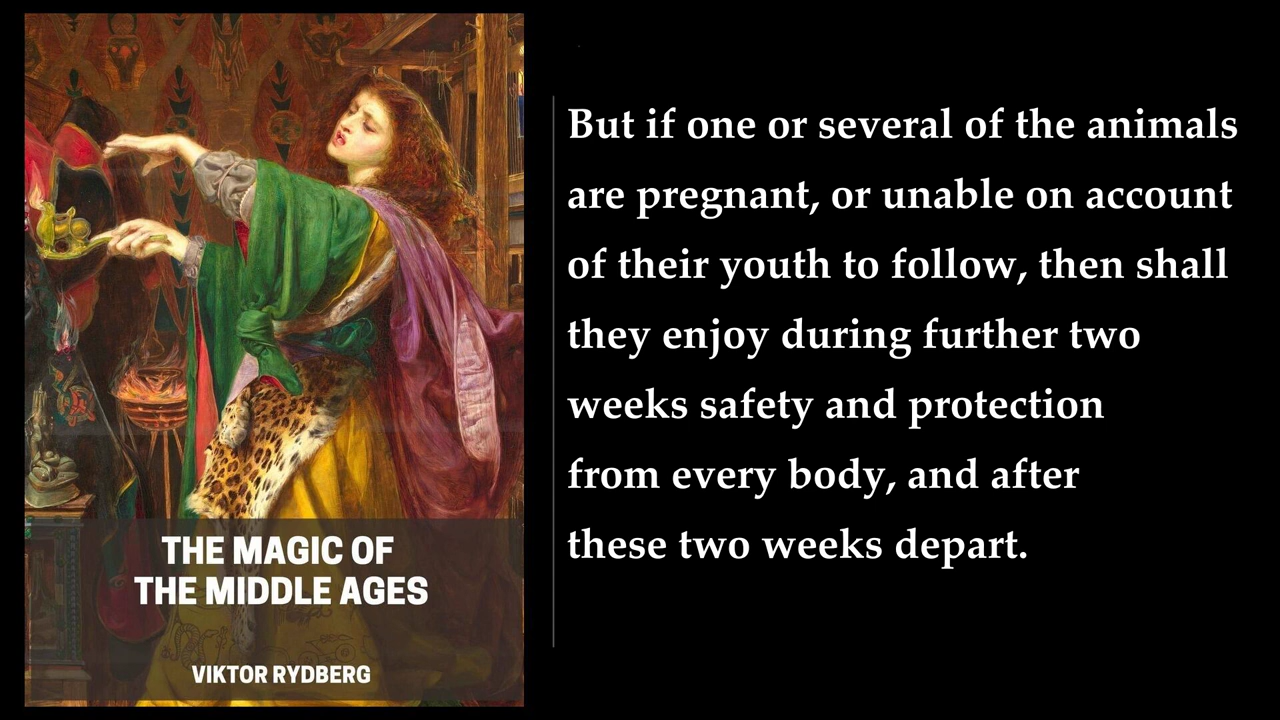 THE MAGIC OF
THE MIDDLE AGES
VIKTOR RYDBERG
But if one or several of the animals
are pregnant, or unable on account
of their youth to follow, then shall
they enjoy during further two
weeks safety and protection
from every body, and after
these two weeks depart.